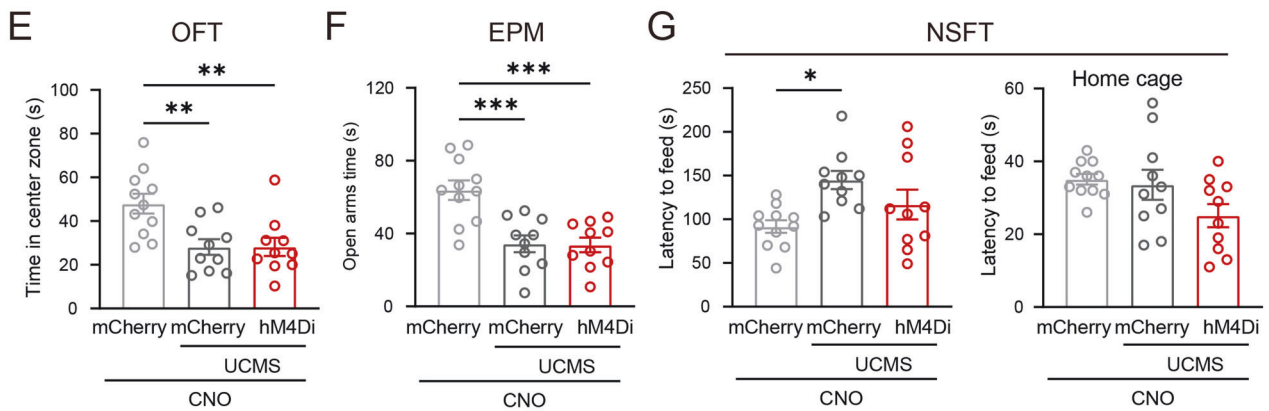 E OFT
Time in center zone (s)
100
80
60
40
20
0
**
**
mCherry mCherry hM4Di
UCMS
CNO
F EPM
Open arms time (s)
120
80
40
0
***
***
mCherry mCherry hM4Di
UCMS
CNO
G NSFT
Latency to feed (s)
250
200
150
100
50
0
*
mCherry mCherry hM4Di
UCMS
CNO
Home cage
Latency to feed (s)
60
40
20
0
mCherry mCherry hM4Di
UCMS
CNO